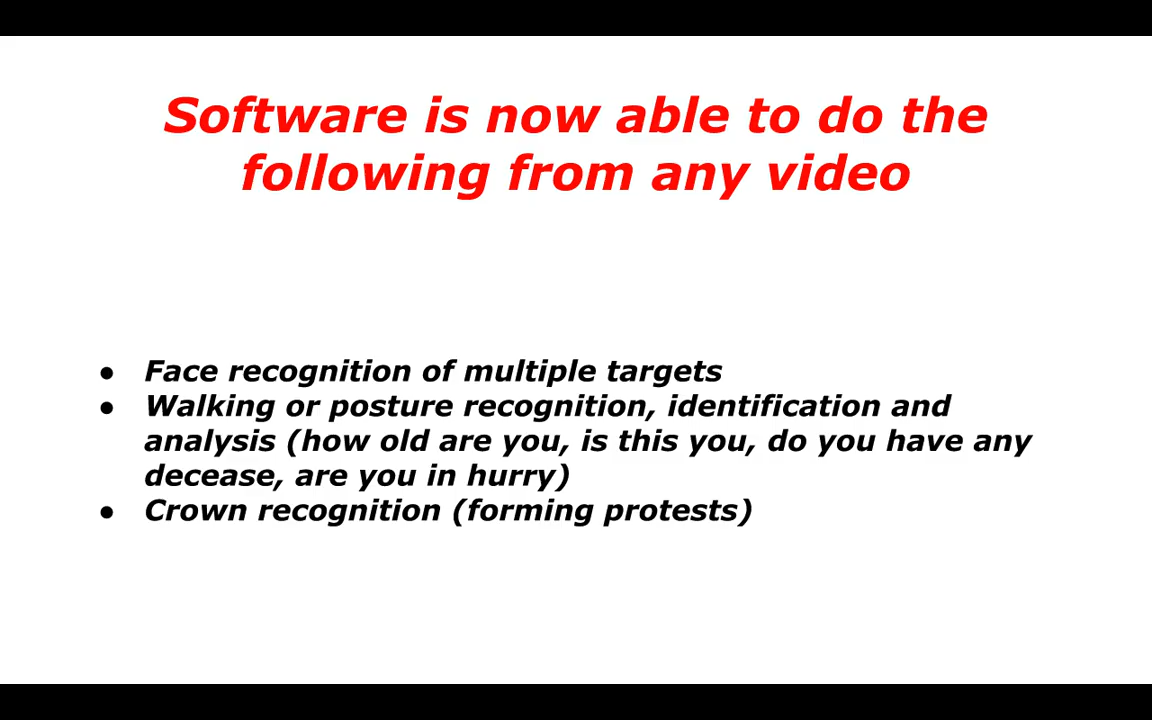 Software is now able to do the
following from any video
● Face recognition of multiple targets
● Walking or posture recognition, identification and
analysis (how old are you, is this you, do you have any
decease, are you in hurry)
● Crown recognition (forming protests)